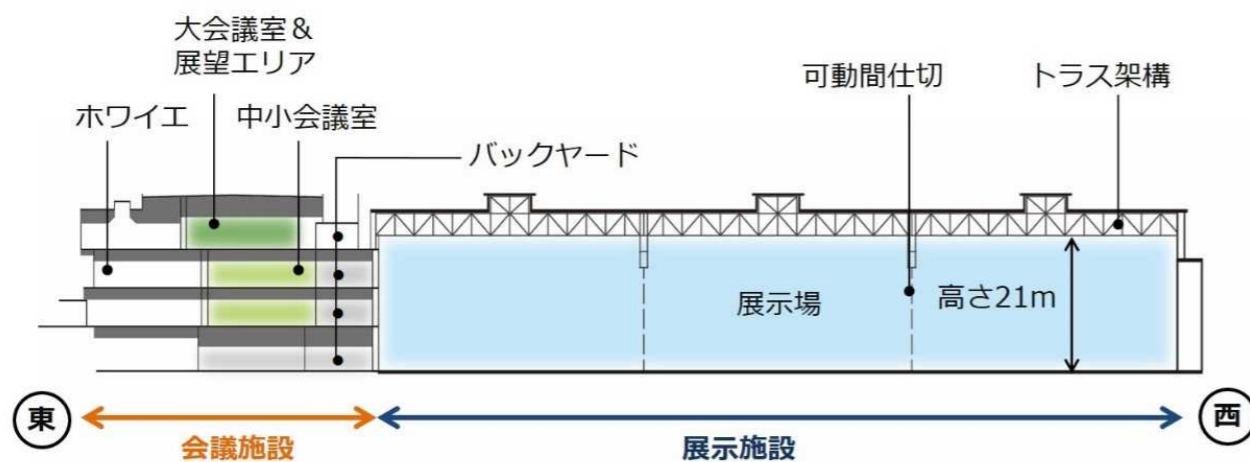 大会議室&
展望エリア
ホワイエ
中小会議室
バックヤード
可動間仕切
トラス架構
展示場
高さ21m
東
会議施設
展示施設
西